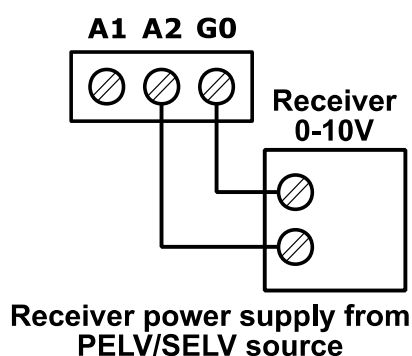 A1 A2 G0
Receiver
0-10V
Receiver power supply from
PELV/SELV source